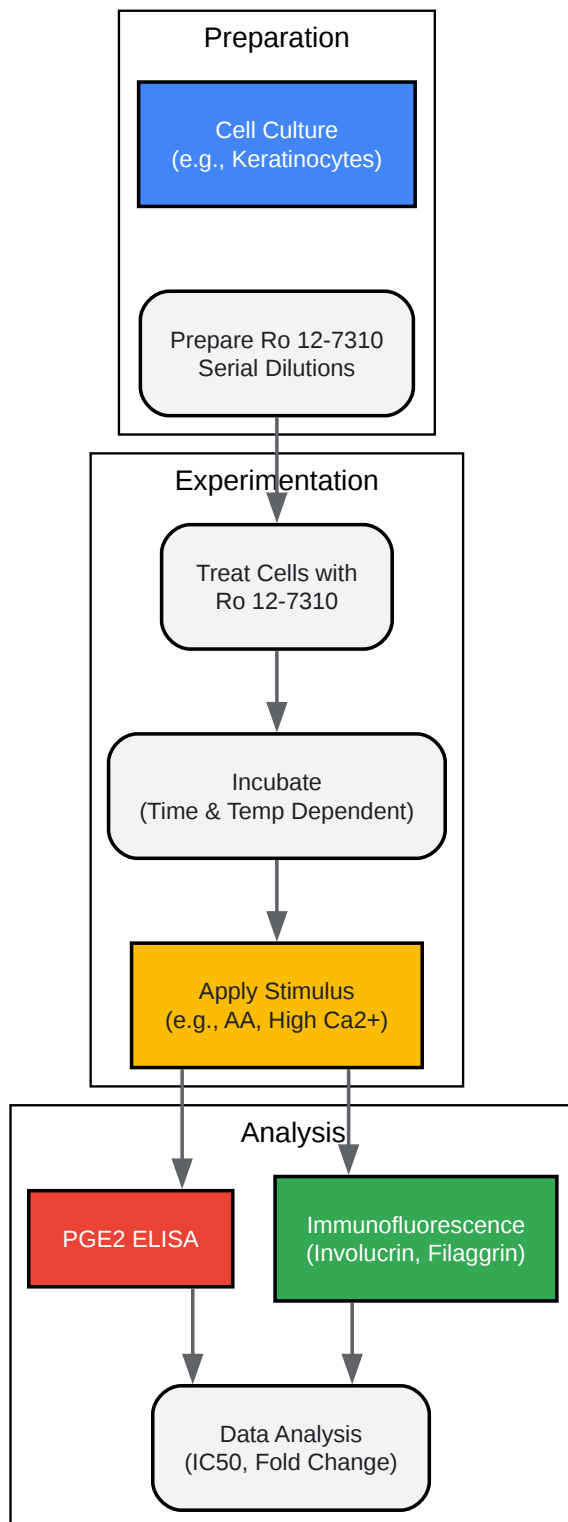 Preparation
Cell Culture
(e.g., Keratinocytes)
Prepare Ro 12-7310
Serial Dilutions
Experimentation
Treat Cells with
Ro 12-7310
Incubate
(Time & Temp Dependent)
Apply Stimulus
(e.g., AA, High Ca2+)
Analysis
PGE2 ELISA
Immunofluorescence
(Involucrin, Filaggrin)
Data Analysis
(IC50, Fold Change)